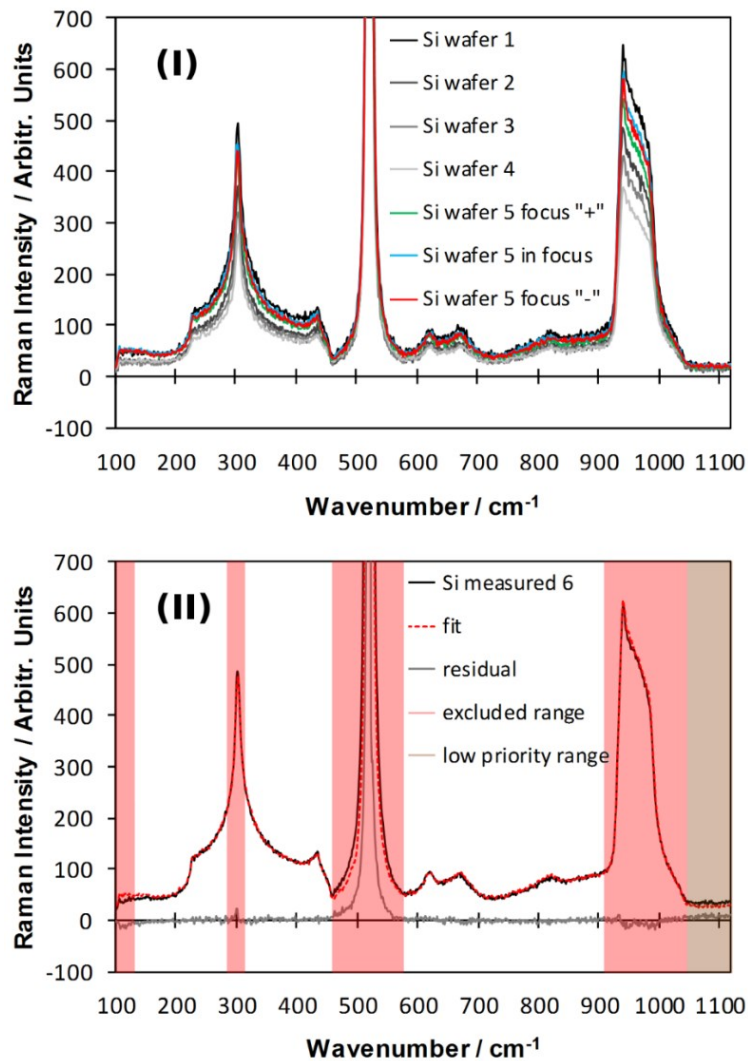 700
600
500
400
300
200
100
0
-100
Raman Intensity / Arbitr. Units
(I)
Si wafer 1
Si wafer 2
Si wafer 3
Si wafer 4
Si wafer 5 focus "+"
Si wafer 5 in focus
Si wafer 5 focus "-"
100 200 300 400 500 600 700 800 900 1000 1100
Wavenumber / cm⁻¹
700
600
500
400
300
200
100
0
-100
Raman Intensity / Arbitr. Units
(II)
Si measured 6
fit
residual
excluded range
low priority range
100 200 300 400 500 600 700 800 900 1000 1100
Wavenumber / cm⁻¹